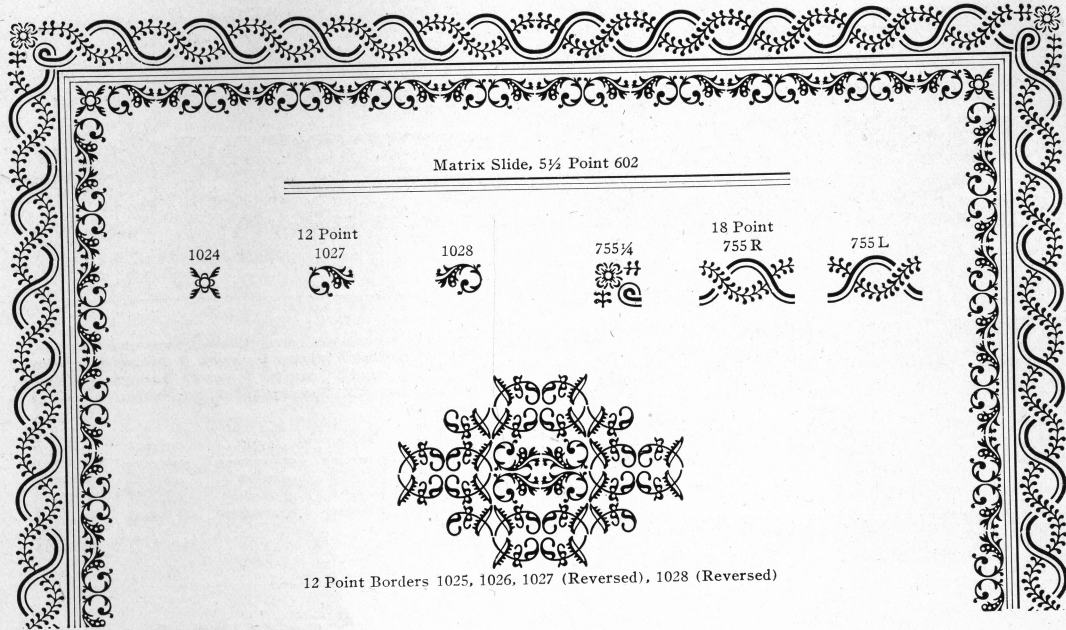 Matrix Slide, 5½ Point 602
12 Point
18 Point
1024 1027 1028 755¼ 755 R 755 L
12 Point Borders 1025, 1026, 1027 (Reversed), 1028 (Reversed)